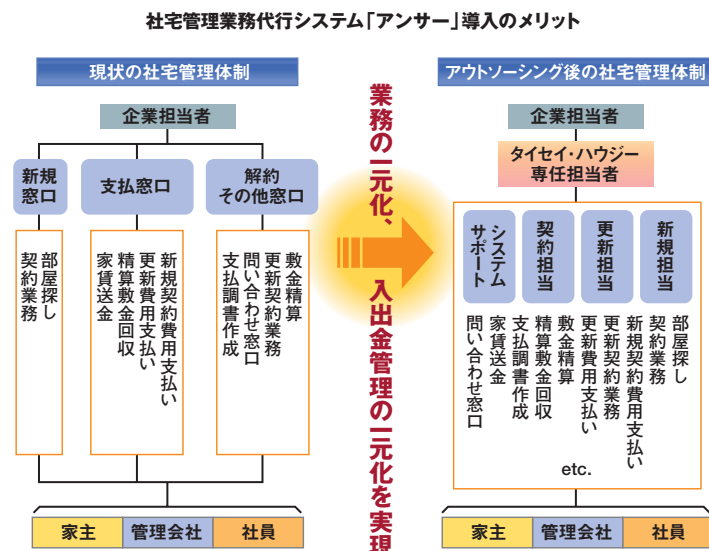 社宅管理業務代行システム「アンサー」導入のメリット
現状の社宅管理体制
企業担当者
新規
窓口
支払窓口
解約
その他窓口
部屋探し
契約業務
新規契約費用支払い
更新費用支払い
精算敷金回収
家賃送金
敷金精算
更新契約業務
問い合わせ窓口
支払調書作成
家主
管理会社
社員
業務の一元化、入出金管理の一元化を実現
アウトソーシング後の社宅管理体制
企業担当者
タイセイ・ハウジー
専任担当者
新規担当
更新担当
契約担当
システム
サポート
部屋探し
契約業務
新規契約費用支払い
更新契約業務
更新費用支払い
敷金精算
精算敷金回収
支払調書作成
家賃送金
問い合わせ窓口
etc.
家主
管理会社
社員